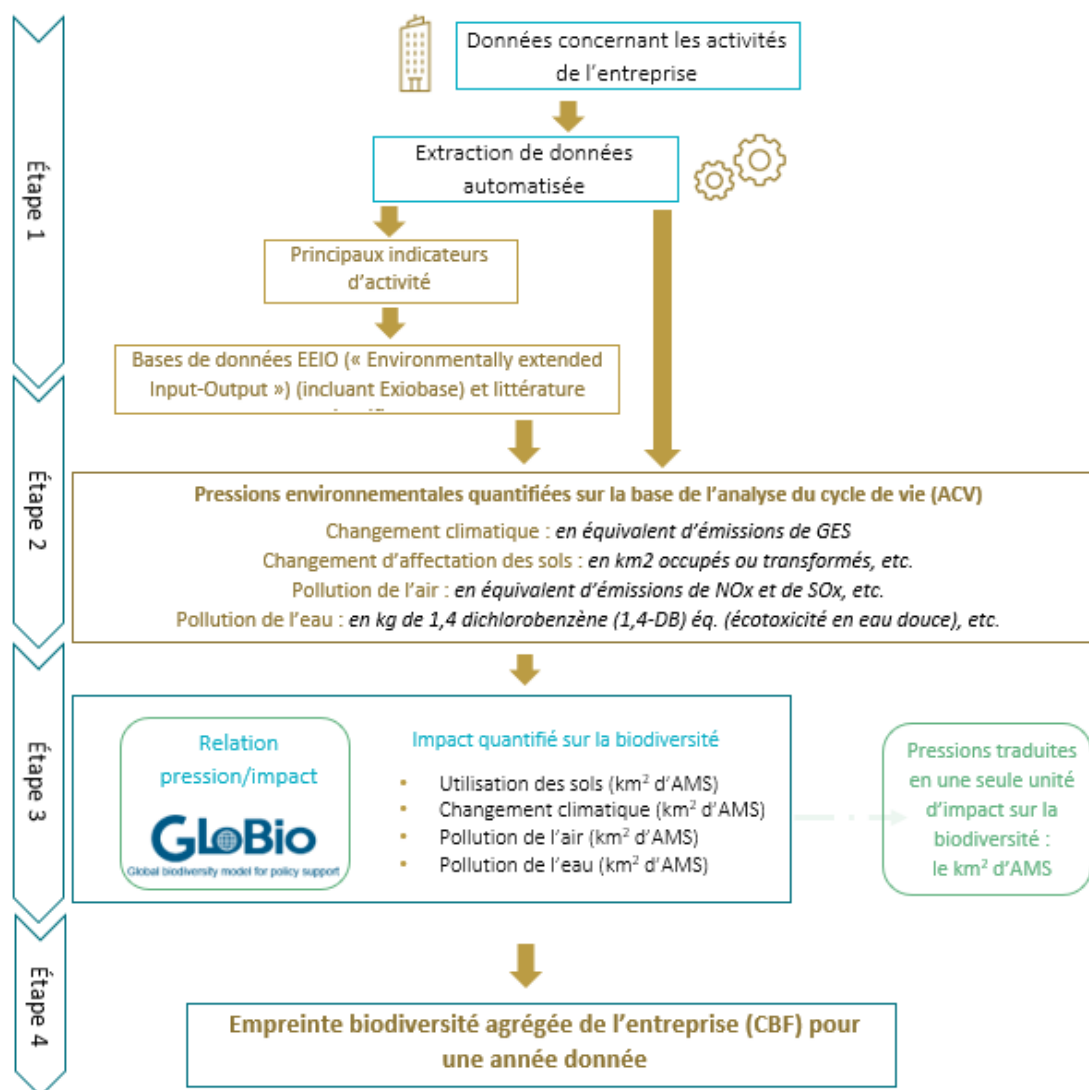 Étape 1
Données concernant les activités
de l'entreprise
Extraction de données
automatisée
Principaux indicateurs
d'activité
Bases de données EEIO (« Environmentally extended
Input-Output ») (incluant Exiobase) et littérature
Étape 2
Pressions environnementales quantifiées sur la base de l'analyse du cycle de vie (ACV)
Changement climatique : en équivalent d'émissions de GES
Changement d'affectation des sols : en km2 occupés ou transformés, etc.
Pollution de l'air : en équivalent d'émissions de NOx et de SOx, etc.
Pollution de l'eau : en kg de 1,4 dichlorobenzène (1,4-DB) éq. (écotoxicité en eau douce), etc.
Étape 3
Relation
pression/impact
GLOBIO
Global biodiversity model for policy support
Impact quantifié sur la biodiversité
• Utilisation des sols (km² d'AMS)
• Changement climatique (km² d'AMS)
• Pollution de l'air (km² d'AMS)
• Pollution de l'eau (km² d'AMS)
Pressions traduites
en une seule unité
d'impact sur la
biodiversité :
le km² d'AMS
Étape 4
Empreinte biodiversité agrégée de l'entreprise (CBF) pour
une année donnée